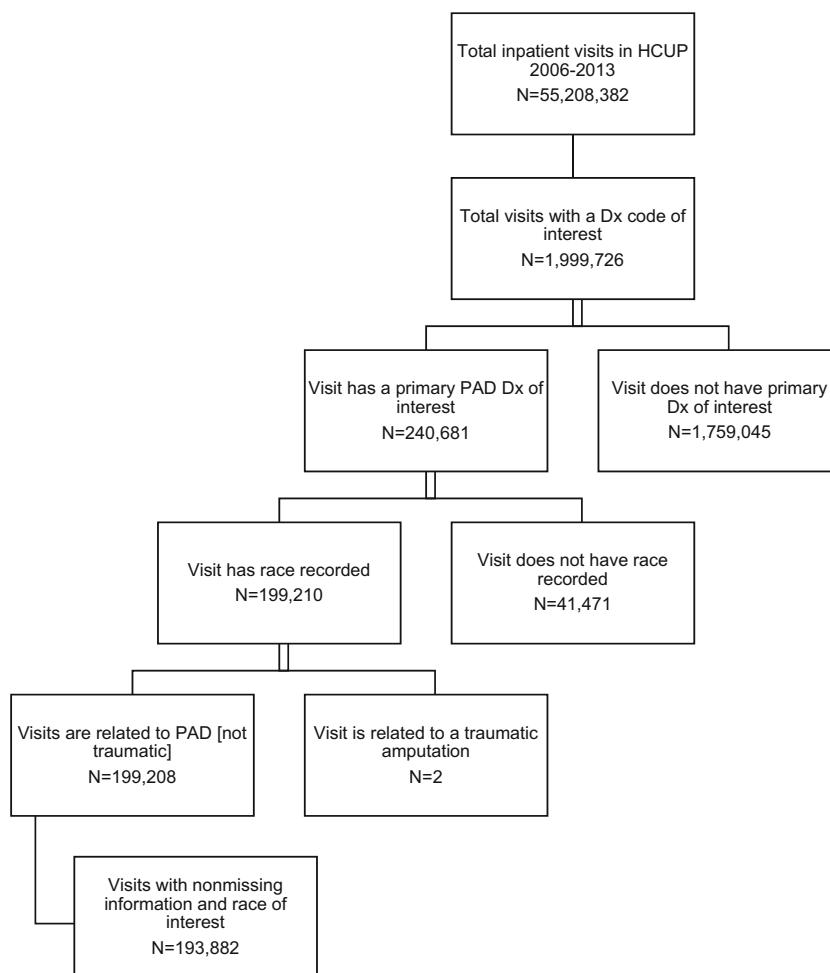 Total inpatient visits in HCUP
2006-2013
N=55,208,382
Total visits with a Dx code of
interest
N=1,999,726
Visit has a primary PAD Dx of
interest
N=240,681
Visit does not have primary
Dx of interest
N=1,759,045
Visit has race recorded
N=199,210
Visit does not have race
recorded
N=41,471
Visits are related to PAD [not
traumatic]
N=199,208
Visit is related to a traumatic
amputation
N=2
Visits with nonmissing
information and race of
interest
N=193,882